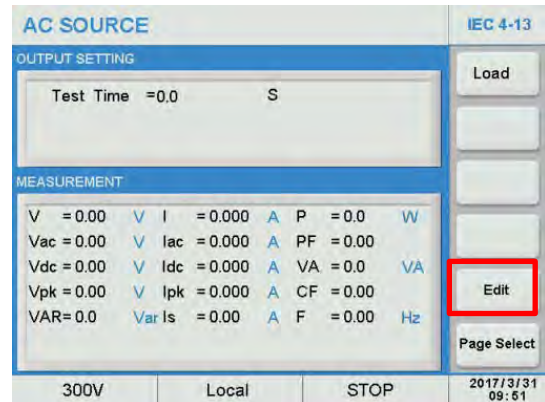 AC SOURCE
IEC 4-13
OUTPUT SETTING
Test Time =0.0 S
Load
MEASUREMENT
V = 0.00 V I = 0.000 A P = 0.0 W
Vac = 0.00 V Iac = 0.000 A PF = 0.00
Vdc = 0.00 V Idc = 0.000 A VA = 0.0 VA
Vpk = 0.00 V Ipk = 0.000 A CF = 0.00
VAR= 0.0 Var Is = 0.00 A F = 0.00 Hz
Edit
Page Select
300V Local STOP
2017/3/31
09:51